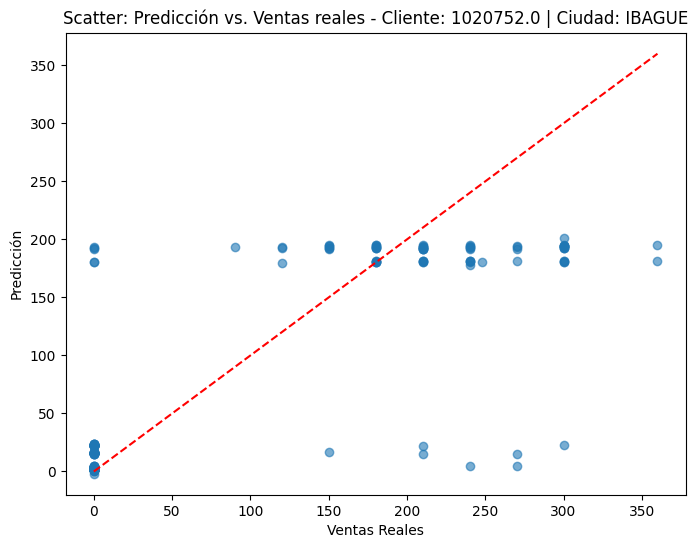 Scatter: Predicción vs. Ventas reales - Cliente: 1020752.0 | Ciudad: IBAGUE
350
300
250
200
150
100
50
0
Predicción
0 50 100 150 200 250 300 350
Ventas Reales